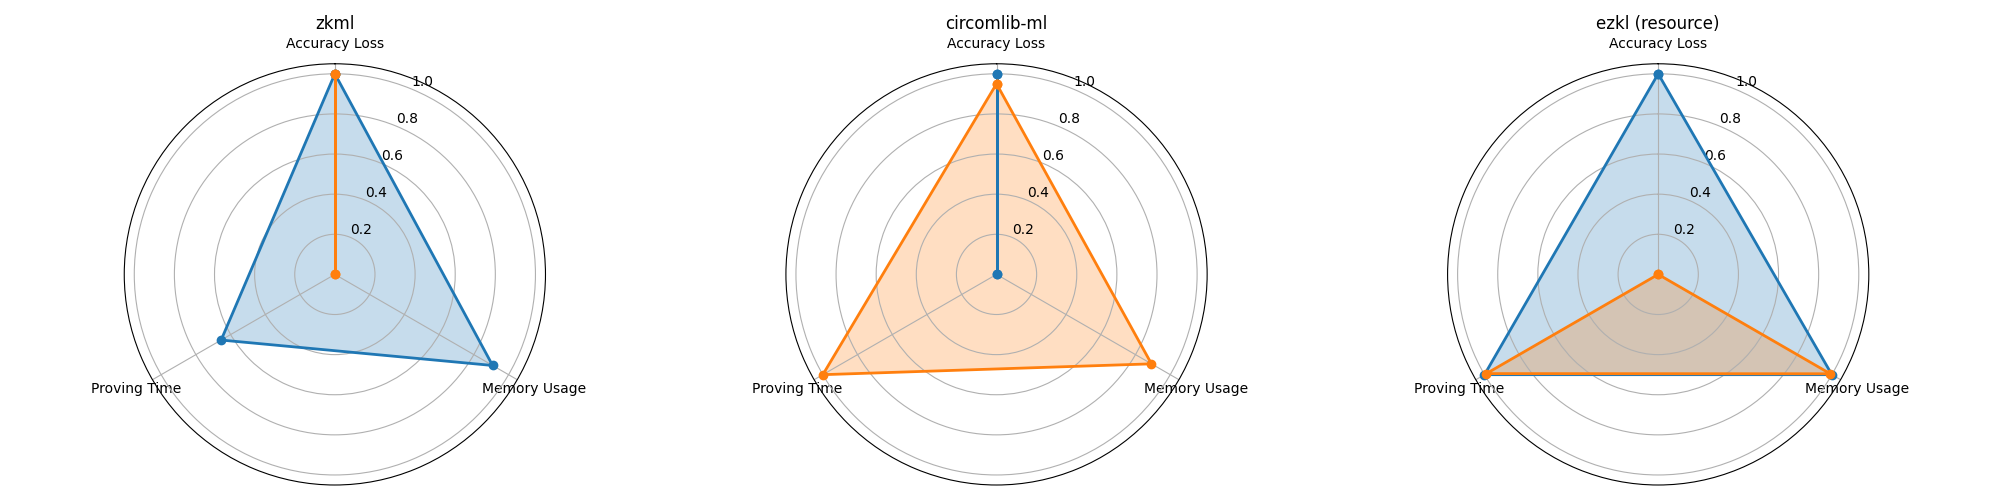 zkml
Accuracy Loss
1.0
0.8
0.6
0.4
0.2
Proving Time
Memory Usage
circomlib-ml
Accuracy Loss
1.0
0.8
0.6
0.4
0.2
Proving Time
Memory Usage
ezkl (resource)
Accuracy Loss
1.0
0.8
0.6
0.4
0.2
Proving Time
Memory Usage